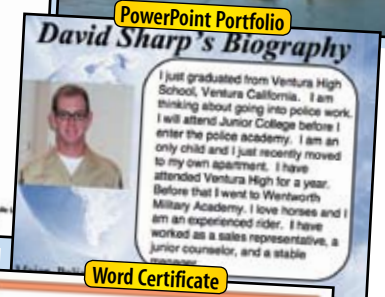 PowerPoint Portfolio
David Sharp's Biography
I just graduated from Ventura High
School, Ventura California. I am
thinking about going into police work.
I will attend Junior College before I
enter the police academy. I am an
only child and I just recently moved
to my own apartment. I have
attended Ventura High for a year.
Before that I went to Wentworth
Military Academy. I love horses and I
am an experienced rider. I have
worked as a sales representative, a
junior counselor, and a stable
manager.
Word Certificate